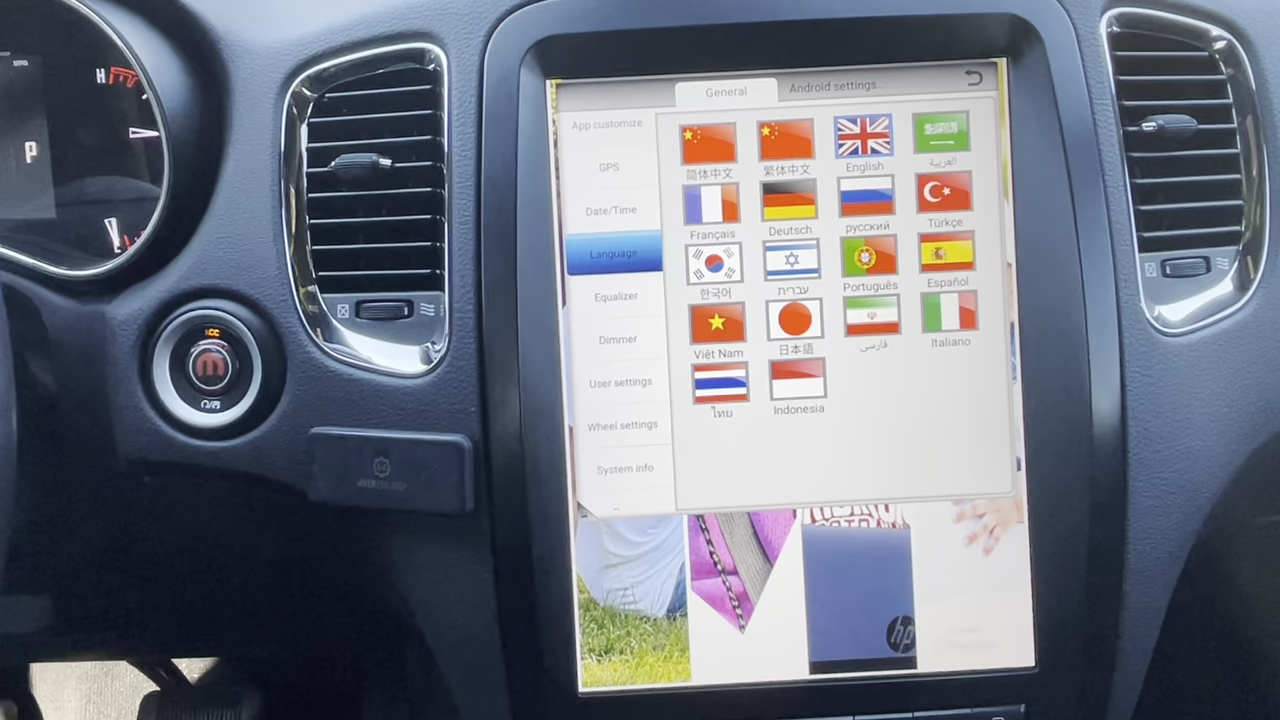 H
P
ACC
General
Android settings...
App customize
GPS
Date/Time
Language
Equalizer
Dimmer
User settings
Wheel settings
System info
简体中文 繁体中文 English العربية
Français Deutsch русский Türkçe
한국어 עברית Português Español
Việt Nam 日本語 فارسی Italiano
ไทย Indonesia
hp